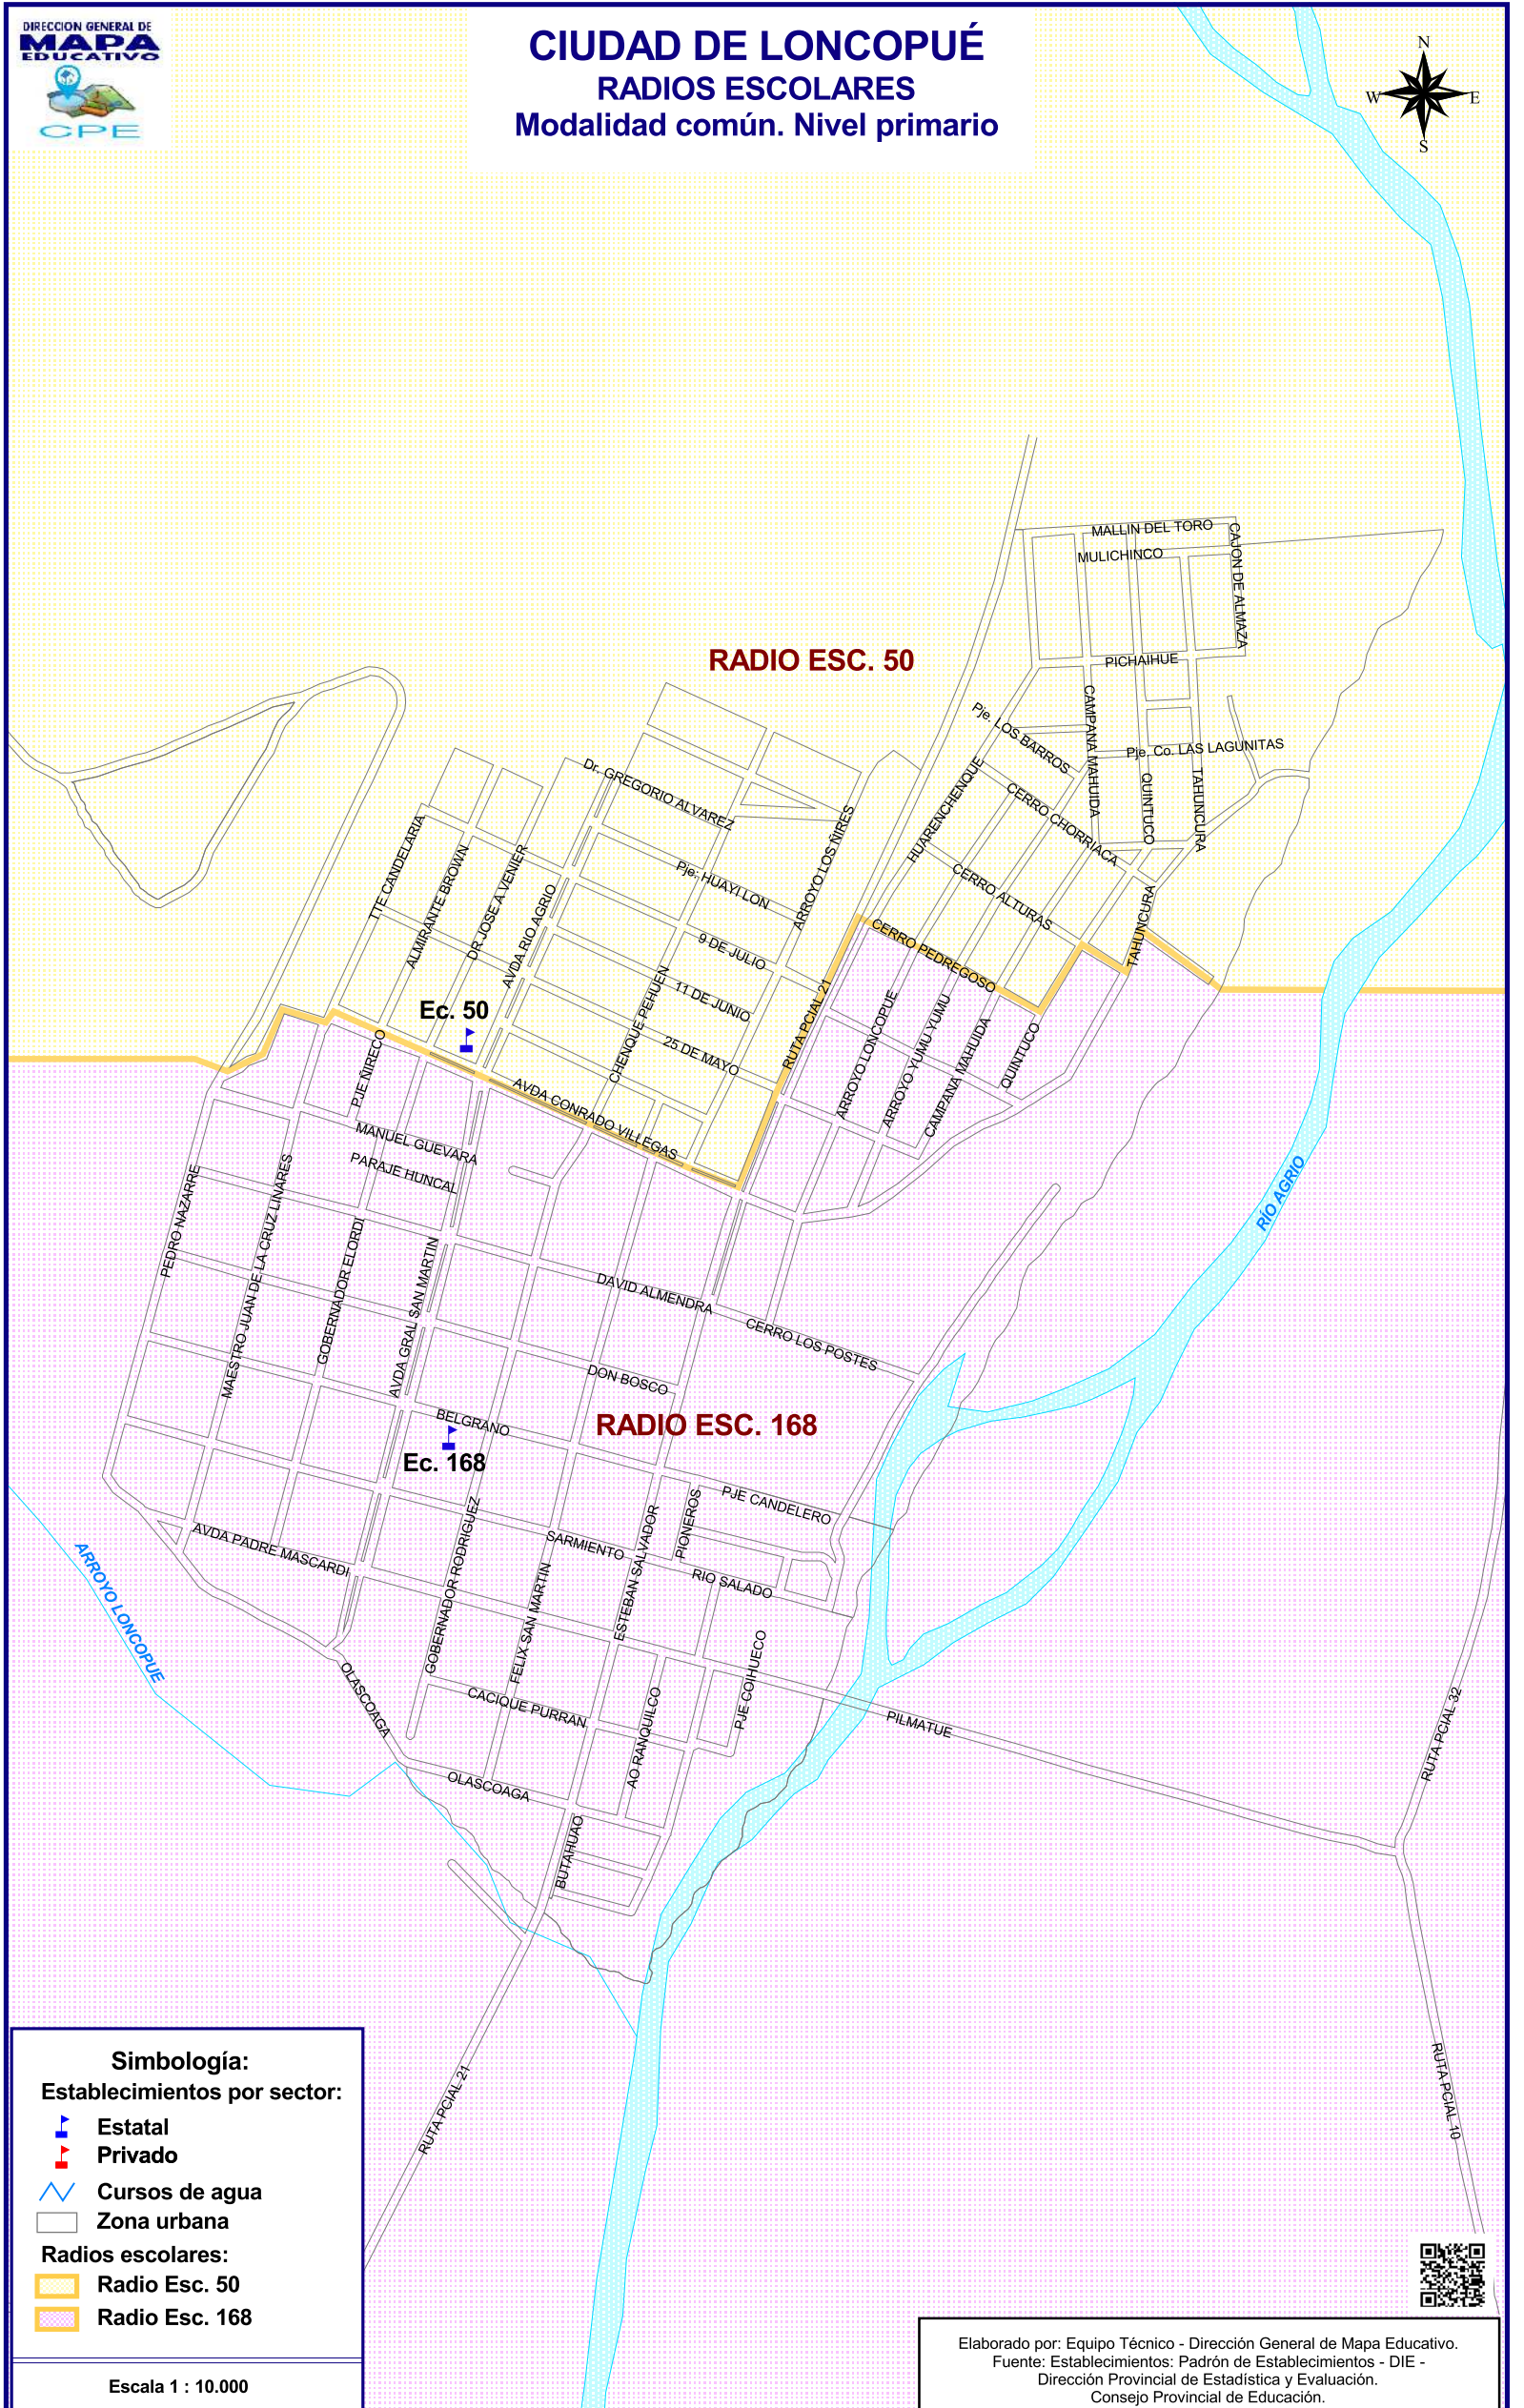 DIRECCION GENERAL DE
MAPA
EDUCATIVO
CPE
CIUDAD DE LONCOPUÉ
RADIOS ESCOLARES
Modalidad común. Nivel primario
N
W
E
S
MALLIN DEL TORO
MULICHINCO
CAJON DE ALMAZA
PICHAIHUE
RADIO ESC. 50
CAMPANA MAHUIDA
Pje. LOS BARROS
Pje. Co. LAS LAGUNITAS
QUINTUCO
TAHUNCURA
HUARENCHENQUE
CERRO CHORRIACA
CERRO ALTURAS
TAHUNCURA
CERRO PEDREGOSO
Dr. GREGORIO ALVAREZ
Pje. HUAYI LON
ARROYO LOS ÑIRES
9 DE JULIO
11 DE JUNIO
25 DE MAYO
CHENQUE PEHUEN
TTE CANDELARIA
ALMIRANTE BROWN
DR JOSE A VENIER
AVDA RIO AGRIO
Ec. 50
RUTA PCIAL 21
ARROYO LONCOPUE
ARROYO YUMU YUMU
CAMPANA MAHUIDA
QUINTUCO
AVDA CONRADO VILLEGAS
PJE ÑIRECO
MANUEL GUEVARA
PARAJE HUNCAL
PEDRO NAZARRE
MAESTRO JUAN DE LA CRUZ LINARES
GOBERNADOR ELORDI
AVDA GRAL SAN MARTIN
RÍO AGRIO
DAVID ALMENDRA
CERRO LOS POSTES
DON BOSCO
BELGRANO
RADIO ESC. 168
Ec. 168
PJE CANDELERO
PIONEROS
AVDA PADRE MASCARDI
GOBERNADOR RODRIGUEZ
SARMIENTO
ESTEBAN SALVADOR
RIO SALADO
FELIX SAN MARTIN
ARROYO LONCOPUE
OLASCOAGA
CACIQUE PURRAN
AO RANQUILCO
PJE COIHUECO
PILMATUE
RUTA PCIAL 32
OLASCOAGA
BUTAHUAO
RUTA PCIAL 21
RUTA PCIAL 10
Simbología:
Establecimientos por sector:
Estatal
Privado
Cursos de agua
Zona urbana
Radios escolares:
Radio Esc. 50
Radio Esc. 168
Escala 1 : 10.000
Elaborado por: Equipo Técnico - Dirección General de Mapa Educativo.
Fuente: Establecimientos: Padrón de Establecimientos - DIE -
Dirección Provincial de Estadística y Evaluación.
Consejo Provincial de Educación.